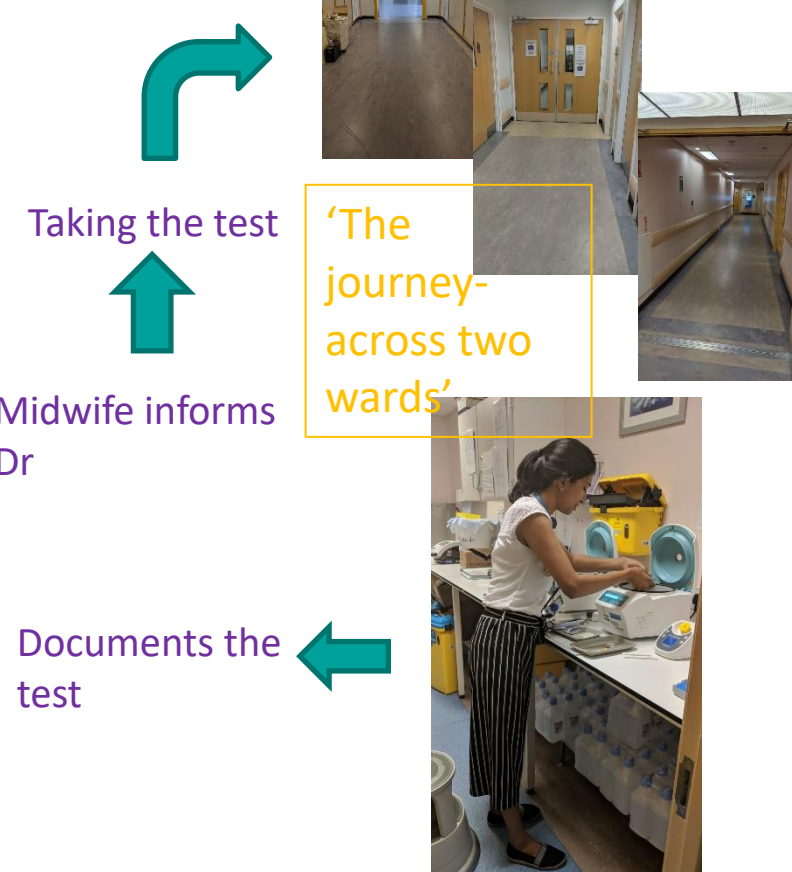 Taking the test
‘The
journey-
across two
wards’
Midwife informs
Dr
Documents the
test